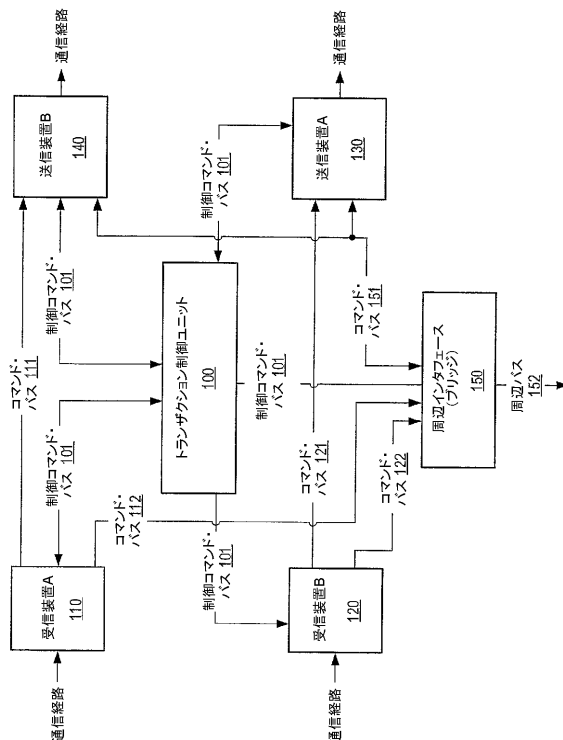 通信経路
受信装置A
110
コマンド・
バス 111
制御コマンド・
バス 101
制御コマンド・
バス 101
送信装置B
140
通信経路
コマンド・
バス 112
トランザクション制御ユニット
100
制御コマンド・
バス 101
制御コマンド・
バス 101
制御コマンド・
バス 101
通信経路
受信装置B
120
コマンド・
バス 121
送信装置A
130
通信経路
コマンド・
バス 122
コマンド・
バス 151
周辺インタフェース
(ブリッジ)
150
周辺バス
152